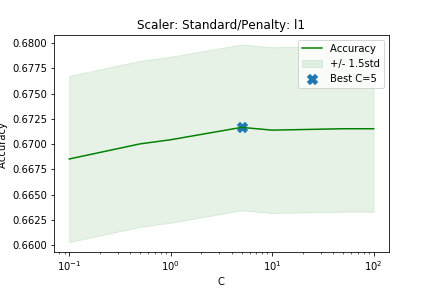 Scaler: Standard/Penalty: l1
Accuracy
0.6800
0.6775
0.6750
0.6725
0.6700
0.6675
0.6650
0.6625
0.6600
Accuracy
+/- 1.5std
Best C=5
10⁻¹ 10⁰ 10¹ 10²
C